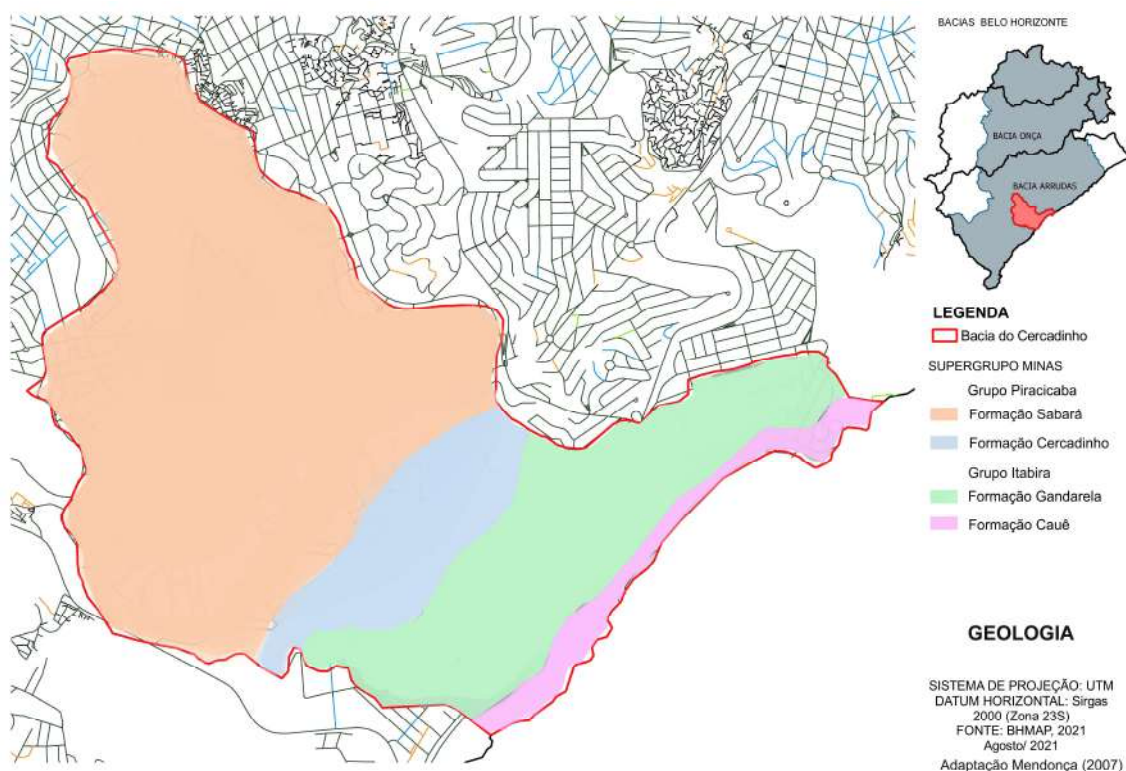 BACIAS BELO HORIZONTE
BACIA ONÇA
BACIA ARRUDAS
LEGENDA
Bacia do Cercadinho
SUPERGRUPO MINAS
Grupo Piracicaba
Formação Sabará
Formação Cercadinho
Grupo Itabira
Formação Gandarela
Formação Cauê
GEOLOGIA
SISTEMA DE PROJEÇÃO: UTM
DATUM HORIZONTAL: Sirgas
2000 (Zona 23S)
FONTE: BHMAP, 2021
Agosto/ 2021
Adaptação Mendonça (2007)